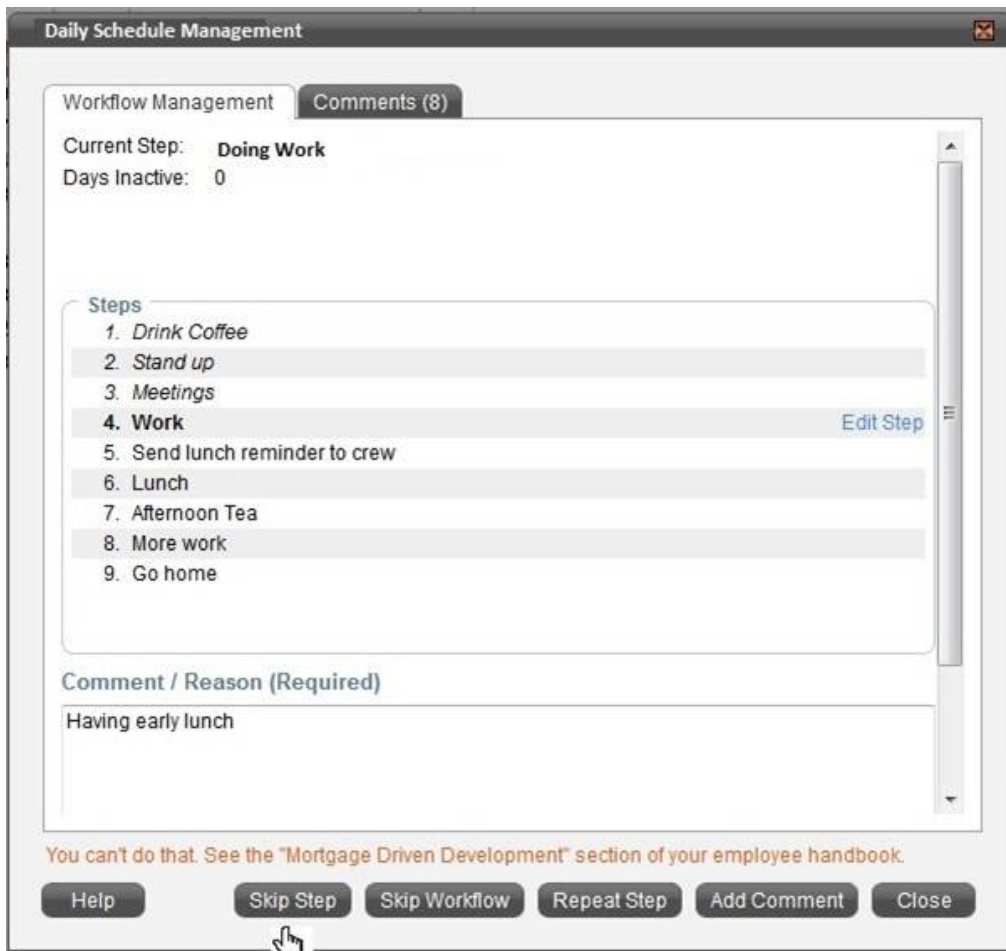 Daily Schedule Management
Workflow Management
Comments (8)
Current Step: Doing Work
Days Inactive: 0
Steps
1. Drink Coffee
2. Stand up
3. Meetings
4. Work Edit Step
5. Send lunch reminder to crew
6. Lunch
7. Afternoon Tea
8. More work
9. Go home
Comment / Reason (Required)
Having early lunch
You can't do that. See the "Mortgage Driven Development" section of your employee handbook.
Help Skip Step Skip Workflow Repeat Step Add Comment Close